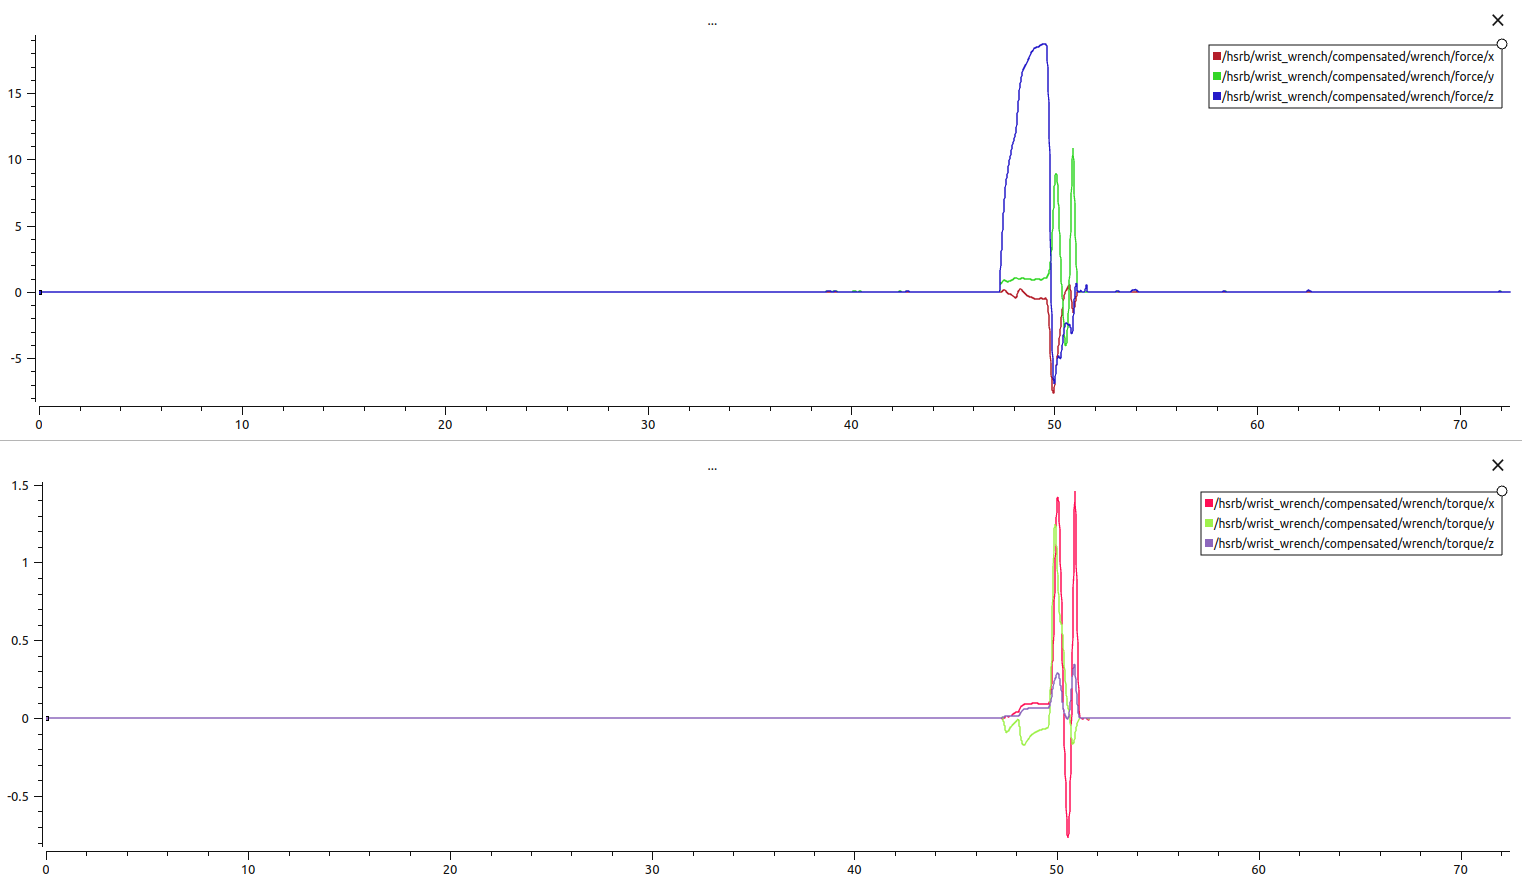 ...
/hsrb/wrist_wrench/compensated/wrench/force/x
/hsrb/wrist_wrench/compensated/wrench/force/y
/hsrb/wrist_wrench/compensated/wrench/force/z
15
10
5
0
-5
0 10 20 30 40 50 60 70
...
/hsrb/wrist_wrench/compensated/wrench/torque/x
/hsrb/wrist_wrench/compensated/wrench/torque/y
/hsrb/wrist_wrench/compensated/wrench/torque/z
1.5
1
0.5
0
-0.5
0 10 20 30 40 50 60 70